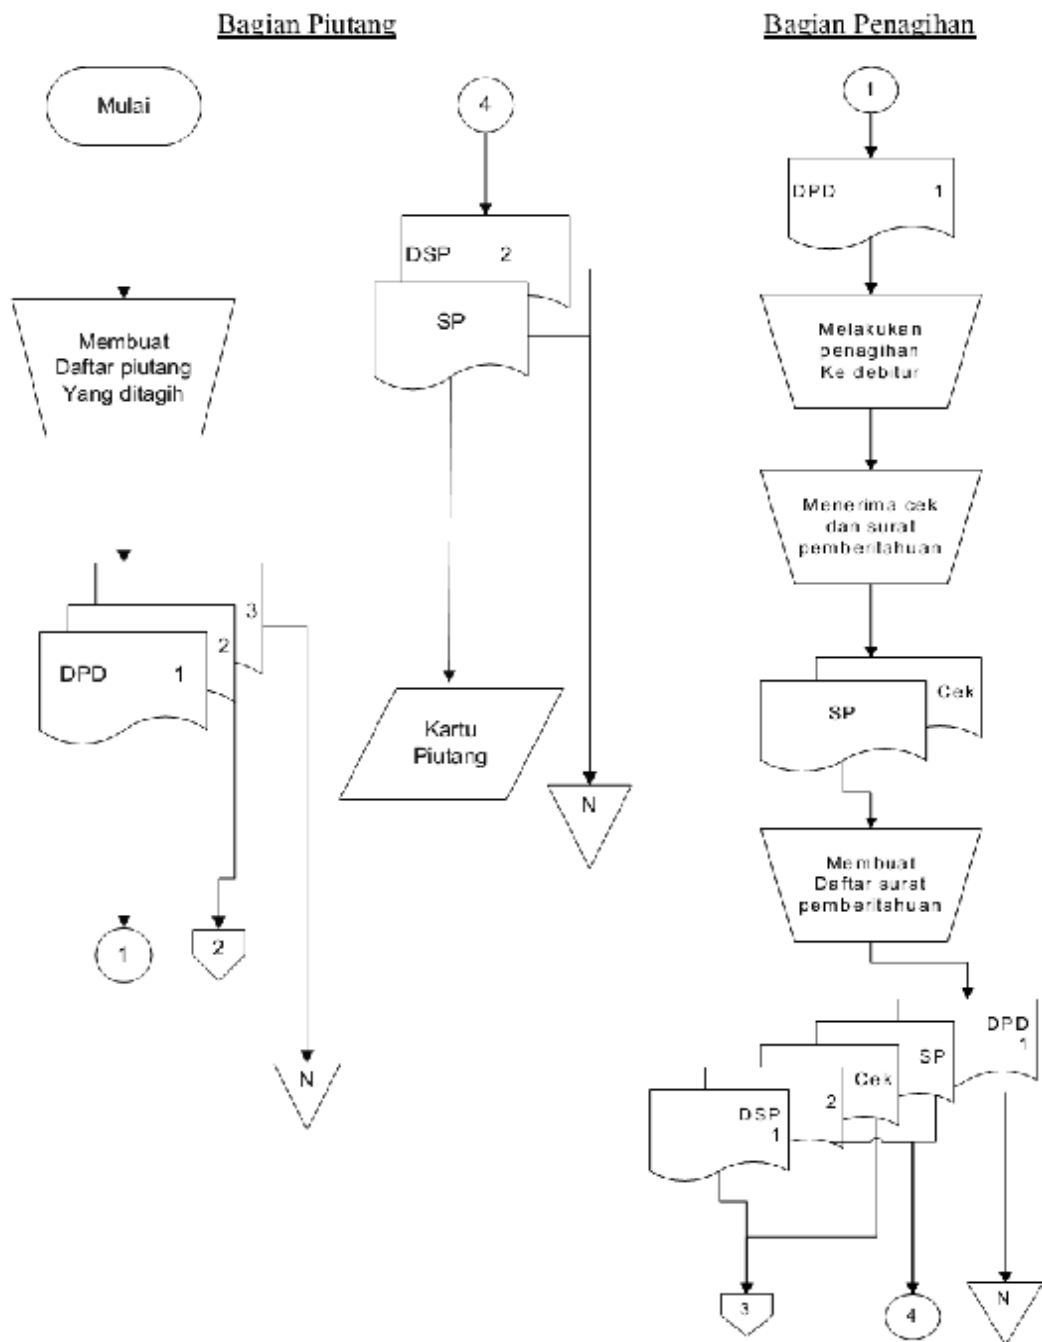 Bagian Piutang
Mulai
Membuat
Daftar piutang
Yang ditagih
3
2
DPD 1
1
2
N
4
DSP 2
SP
Kartu
Piutang
N
Bagian Penagihan
1
DPD 1
Melakukan
penagihan
Ke debitur
Menerima cek
dan surat
pemberitahuan
Cek
SP
Membuat
Daftar surat
pemberitahuan
DPD
1
SP
Cek
2
DSP
1
3
4
N